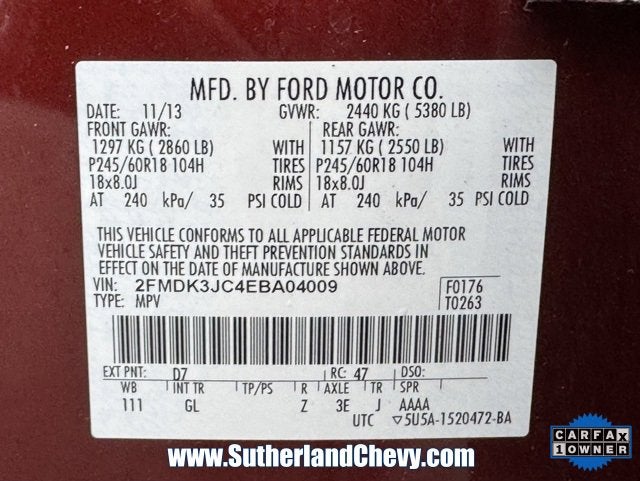 MFD. BY FORD MOTOR CO.
DATE: 11/13 GVWR: 2440 KG ( 5380 LB)
FRONT GAWR: REAR GAWR:
1297 KG ( 2860 LB) WITH 1157 KG ( 2550 LB) WITH
P245/60R18 104H TIRES P245/60R18 104H TIRES
18x8.0J RIMS 18x8.0J RIMS
AT 240 kPa/ 35 PSI COLD AT 240 kPa/ 35 PSI COLD
THIS VEHICLE CONFORMS TO ALL APPLICABLE FEDERAL MOTOR
VEHICLE SAFETY AND THEFT PREVENTION STANDARDS IN
EFFECT ON THE DATE OF MANUFACTURE SHOWN ABOVE.
VIN: 2FMDK3JC4EBA04009 F0176
TYPE: MPV T0263
EXT PNT: D7 RC: 47 DSO:
WB INT TR TP/PS R AXLE TR SPR
111 GL Z 3E J AAAA
UTC ▽5U5A-1520472-BA
www.SutherlandChevy.com
CARFAX
1 OWNER